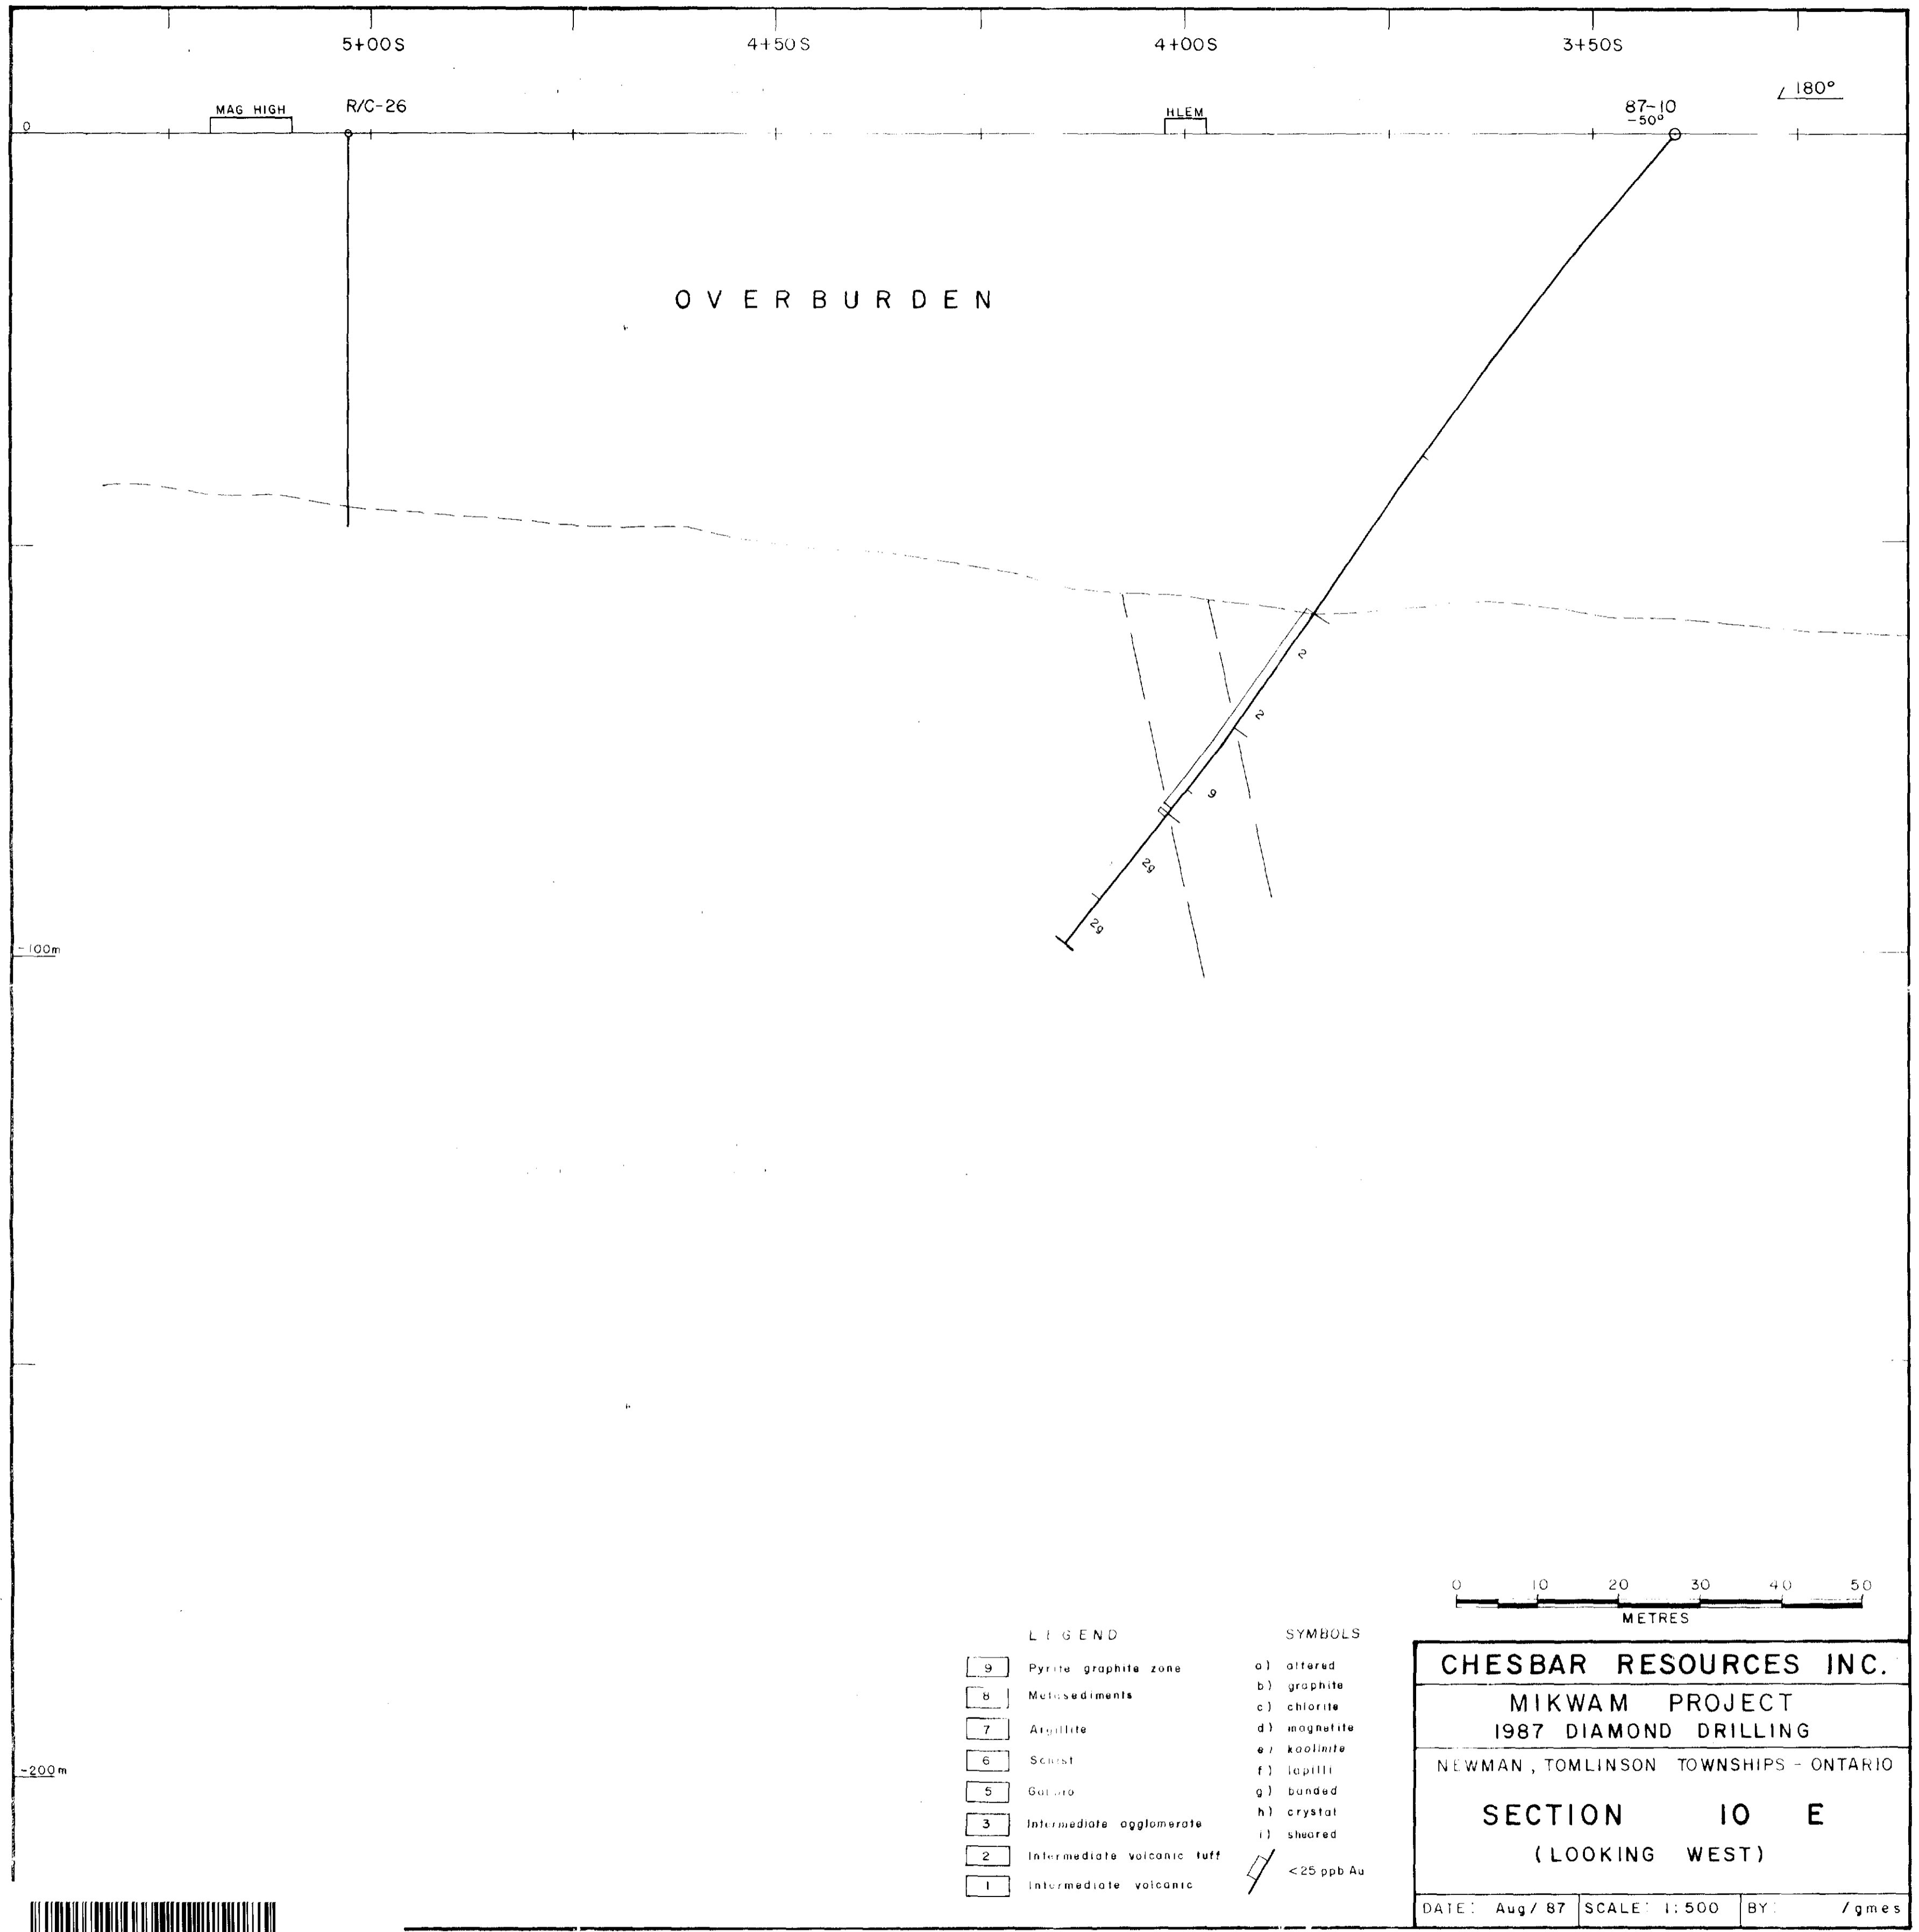 5+00S 4+50S 4+00S 3+50S
180°
MAG HIGH R/C-26 HLEM 87-10
-50°
0
OVERBURDEN
2
2
9
2g
2g
-100m
-200m
0 10 20 30 40 50
METRES
LEGEND
9 Pyrite graphite zone
8 Metasediments
7 Argillite
6 Schist
5 Gabbro
3 Intermediate agglomerate
2 Intermediate volcanic tuff
1 Intermediate volcanic
SYMBOLS
a) altered
b) graphite
c) chlorite
d) magnetite
e) kaolinite
f) lapilli
g) banded
h) crystal
i) sheared
<25 ppb Au
CHESBAR RESOURCES INC.
MIKWAM PROJECT
1987 DIAMOND DRILLING
NEWMAN, TOMLINSON TOWNSHIPS - ONTARIO
SECTION 10 E
(LOOKING WEST)
DATE: Aug/87 SCALE: 1:500 BY: /gmes